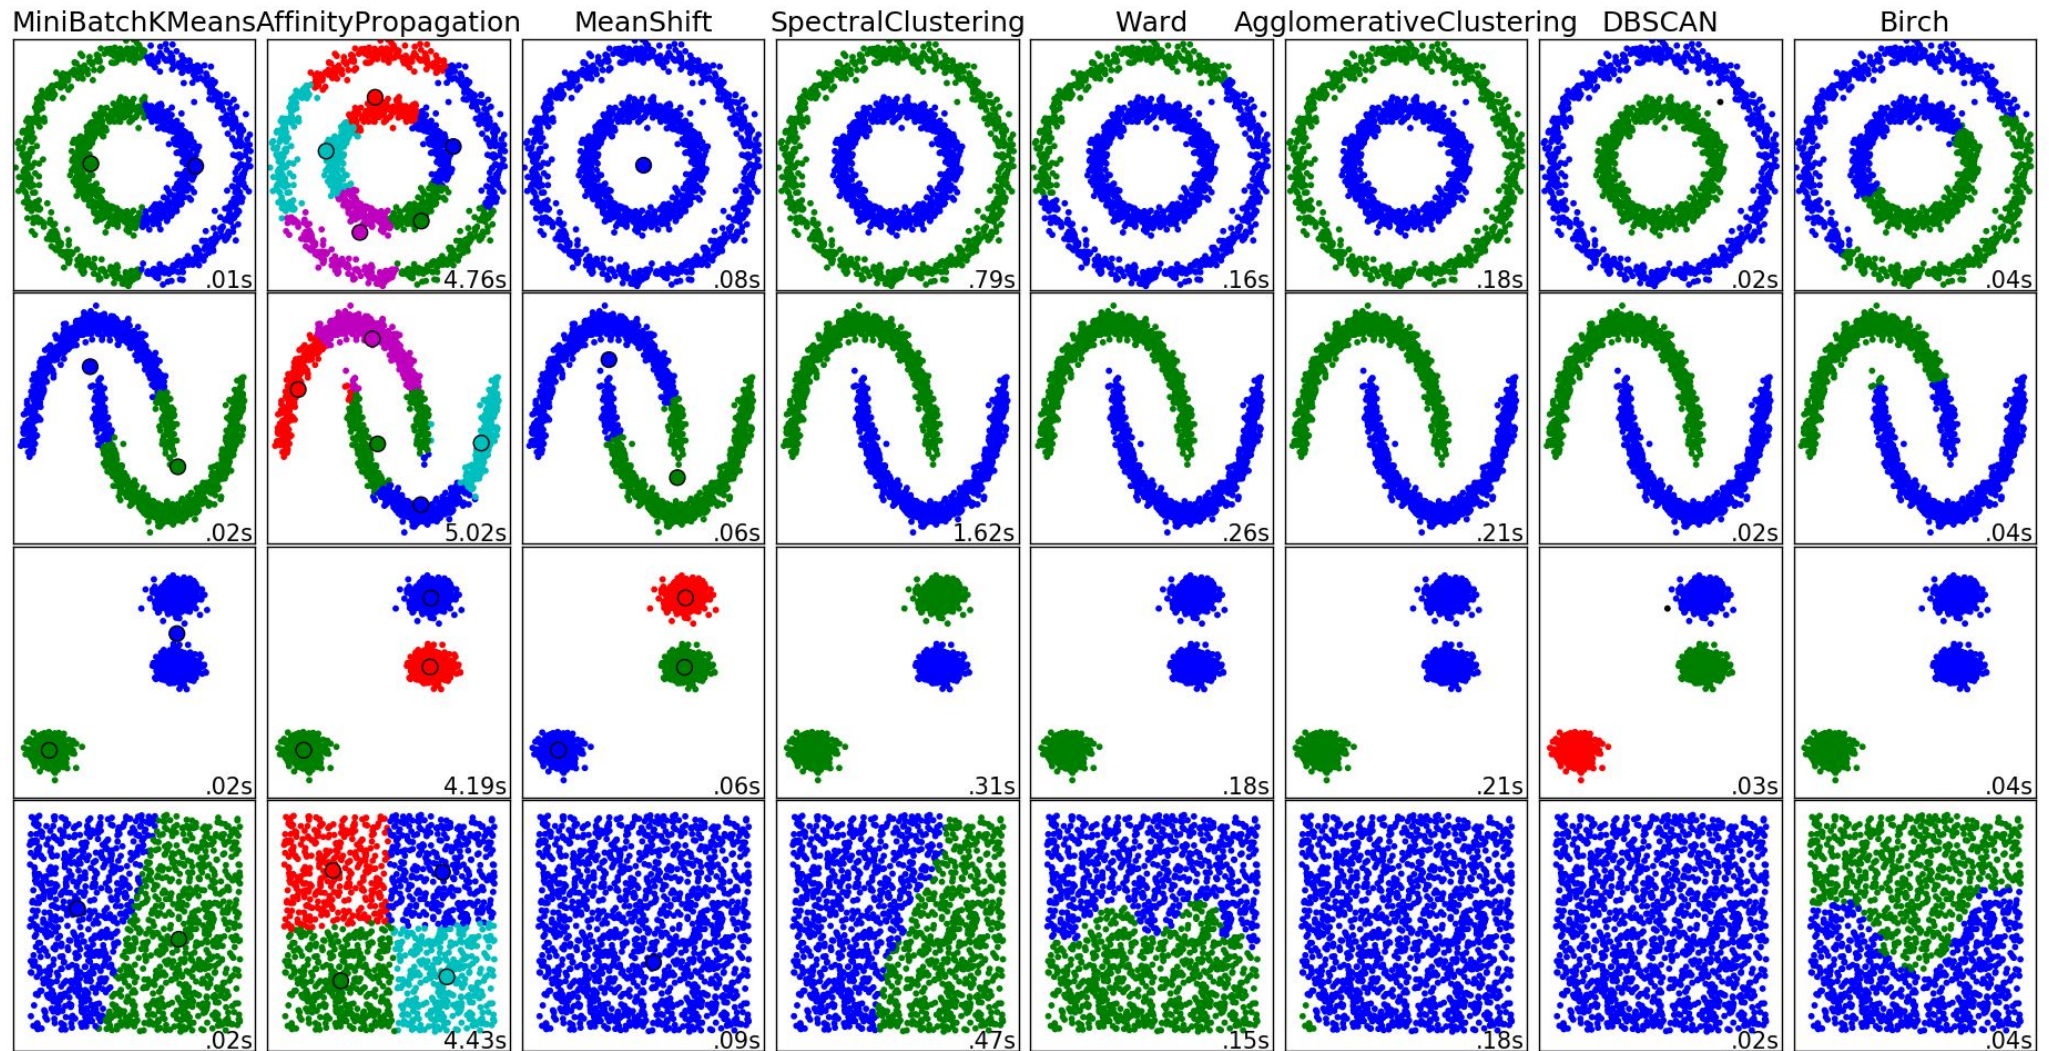 MiniBatchKMeans AffinityPropagation MeanShift SpectralClustering Ward AgglomerativeClustering DBSCAN Birch
.01s 4.76s .08s .79s .16s .18s .02s .04s
.02s 5.02s .06s 1.62s .26s .21s .02s .04s
.02s 4.19s .06s .31s .18s .21s .03s .04s
.02s 4.43s .09s .47s .15s .18s .02s .04s